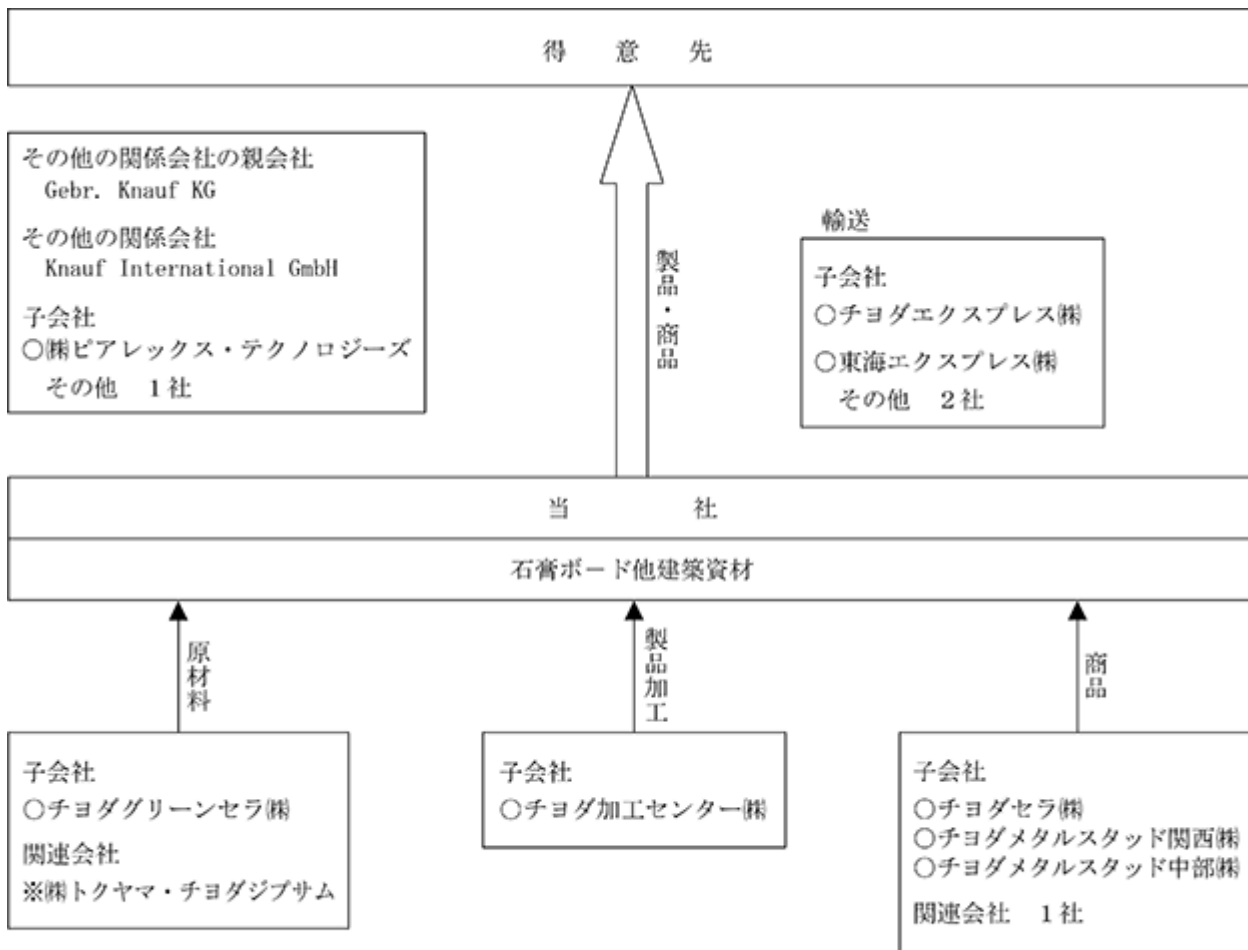 得意先
その他の関係会社の親会社
Gebr. Knauf KG
その他の関係会社
Knauf International GmbH
子会社
○㈱ピアレックス・テクノロジーズ
その他 1社
製品・商品
輸送
子会社
○チヨダエクスプレス㈱
○東海エクスプレス㈱
その他 2社
当社
石膏ボード他建築資材
原材料
製品加工
商品
子会社
○チヨダグリーンセラ㈱
関連会社
※㈱トクヤマ・チヨダジプサム
子会社
○チヨダ加工センター㈱
子会社
○チヨダセラ㈱
○チヨダメタルスタッド関西㈱
○チヨダメタルスタッド中部㈱
関連会社 1社